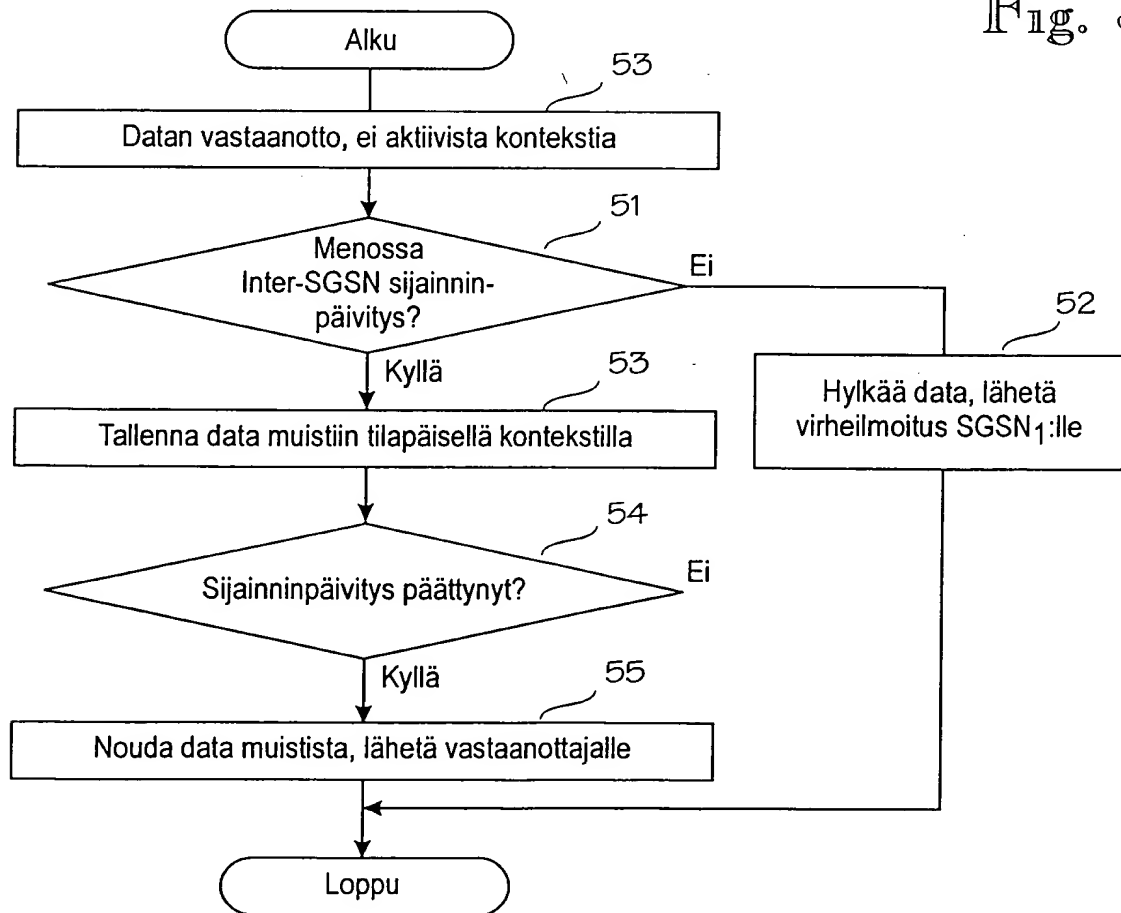 Fig.
Alku
53
Datan vastaanotto, ei aktiivista kontekstia
51
Menossa
Inter-SGSN sijainnin-
päivitys?
Ei
52
Kyllä
53
Hylkää data, lähetä
virheilmoitus SGSN1:lle
Tallenna data muistiin tilapäisellä kontekstilla
54
Sijainninpäivitys päättynyt?
Ei
Kyllä
55
Nouda data muistista, lähetä vastaanottajalle
Loppu